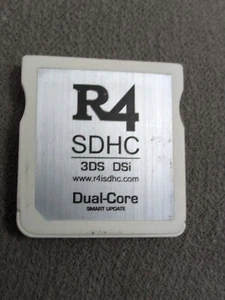 R4
SDHC
3DS DSi
www.r4isdhc.com
Dual-Core
SMART UPDATE